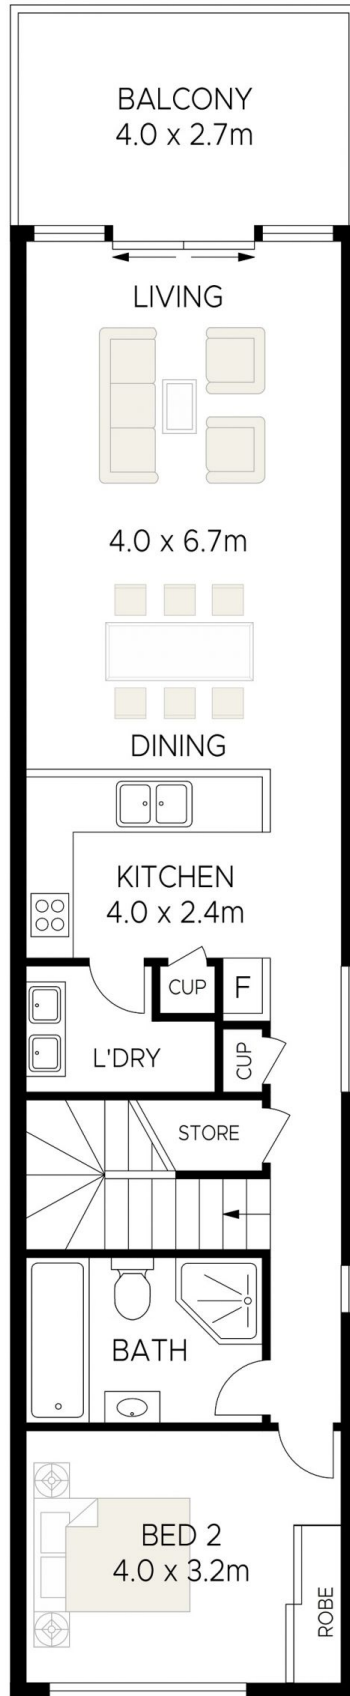 BALCONY
4.0 x 2.7m
LIVING
4.0 x 6.7m
DINING
KITCHEN
4.0 x 2.4m
CUP
F
L'DRY
CUP
STORE
BATH
BED 2
4.0 x 3.2m
ROBE